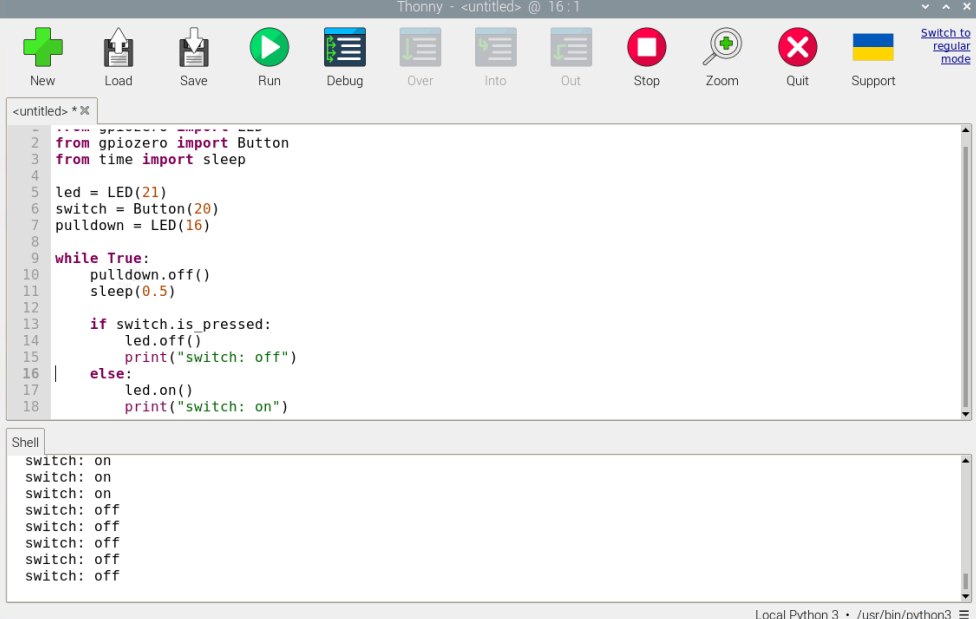 Thonny - <untitled> @ 16 : 1
New Load Save Run Debug Over Into Out Stop Zoom Quit Support
Switch to
regular
mode
<untitled> *
1 from gpiozero import LED
2 from gpiozero import Button
3 from time import sleep
4
5 led = LED(21)
6 switch = Button(20)
7 pulldown = LED(16)
8
9 while True:
10     pulldown.off()
11     sleep(0.5)
12
13     if switch.is_pressed:
14         led.off()
15         print("switch: off")
16     else:
17         led.on()
18         print("switch: on")
Shell
switch: on
switch: on
switch: on
switch: off
switch: off
switch: off
switch: off
switch: off
Local Python 3 • /usr/bin/python3 ☰